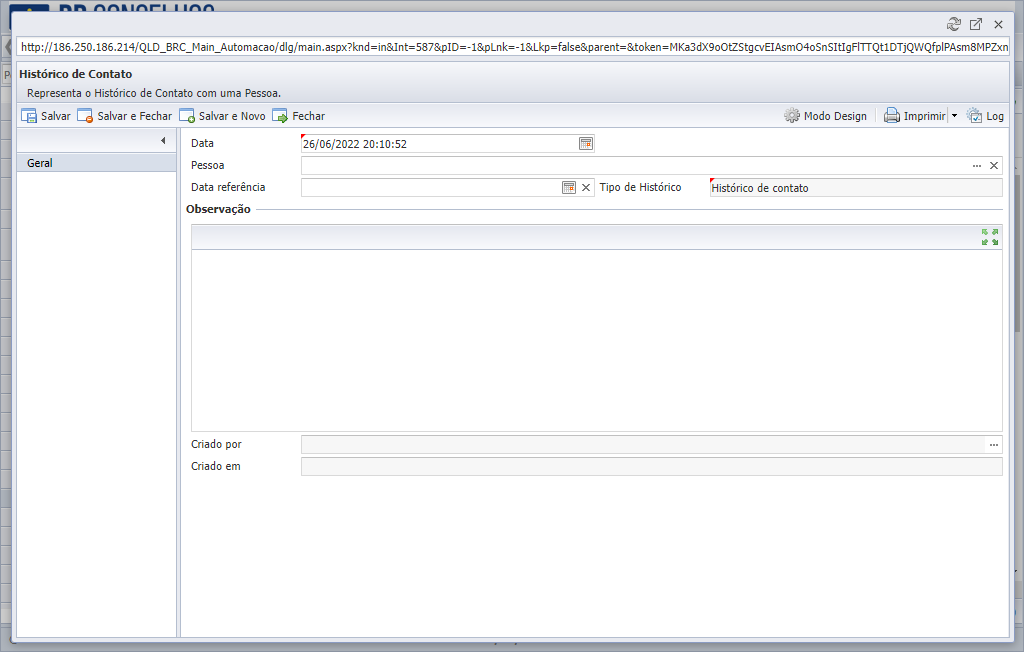 http://186.250.186.214/QLD_BRC_Main_Automacao/dlg/main.aspx?knd=in&Int=587&pID=-1&pLnk=-1&Lkp=false&parent=&token=MKa3dX9oOtZStgcvEIAsmO4oSnSItIgFlTTQt1DTjQWQfplPAsm8MPZxn
Histórico de Contato
Representa o Histórico de Contato com uma Pessoa.
Salvar Salvar e Fechar Salvar e Novo Fechar Modo Design Imprimir Log
Geral
Data 26/06/2022 20:10:52
Pessoa
Data referência Tipo de Histórico Histórico de contato
Observação
Criado por
Criado em